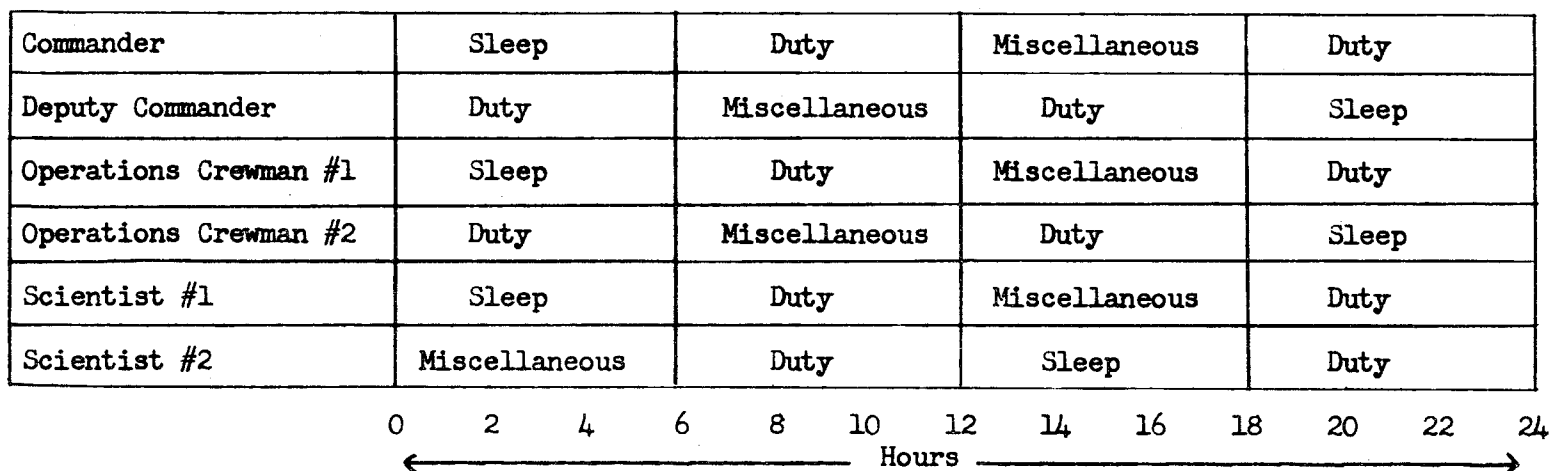 Commander Sleep Duty Miscellaneous Duty
Deputy Commander Duty Miscellaneous Duty Sleep
Operations Crewman #1 Sleep Duty Miscellaneous Duty
Operations Crewman #2 Duty Miscellaneous Duty Sleep
Scientist #1 Sleep Duty Miscellaneous Duty
Scientist #2 Miscellaneous Duty Sleep Duty
0 2 4 6 8 10 12 14 16 18 20 22 24
Hours